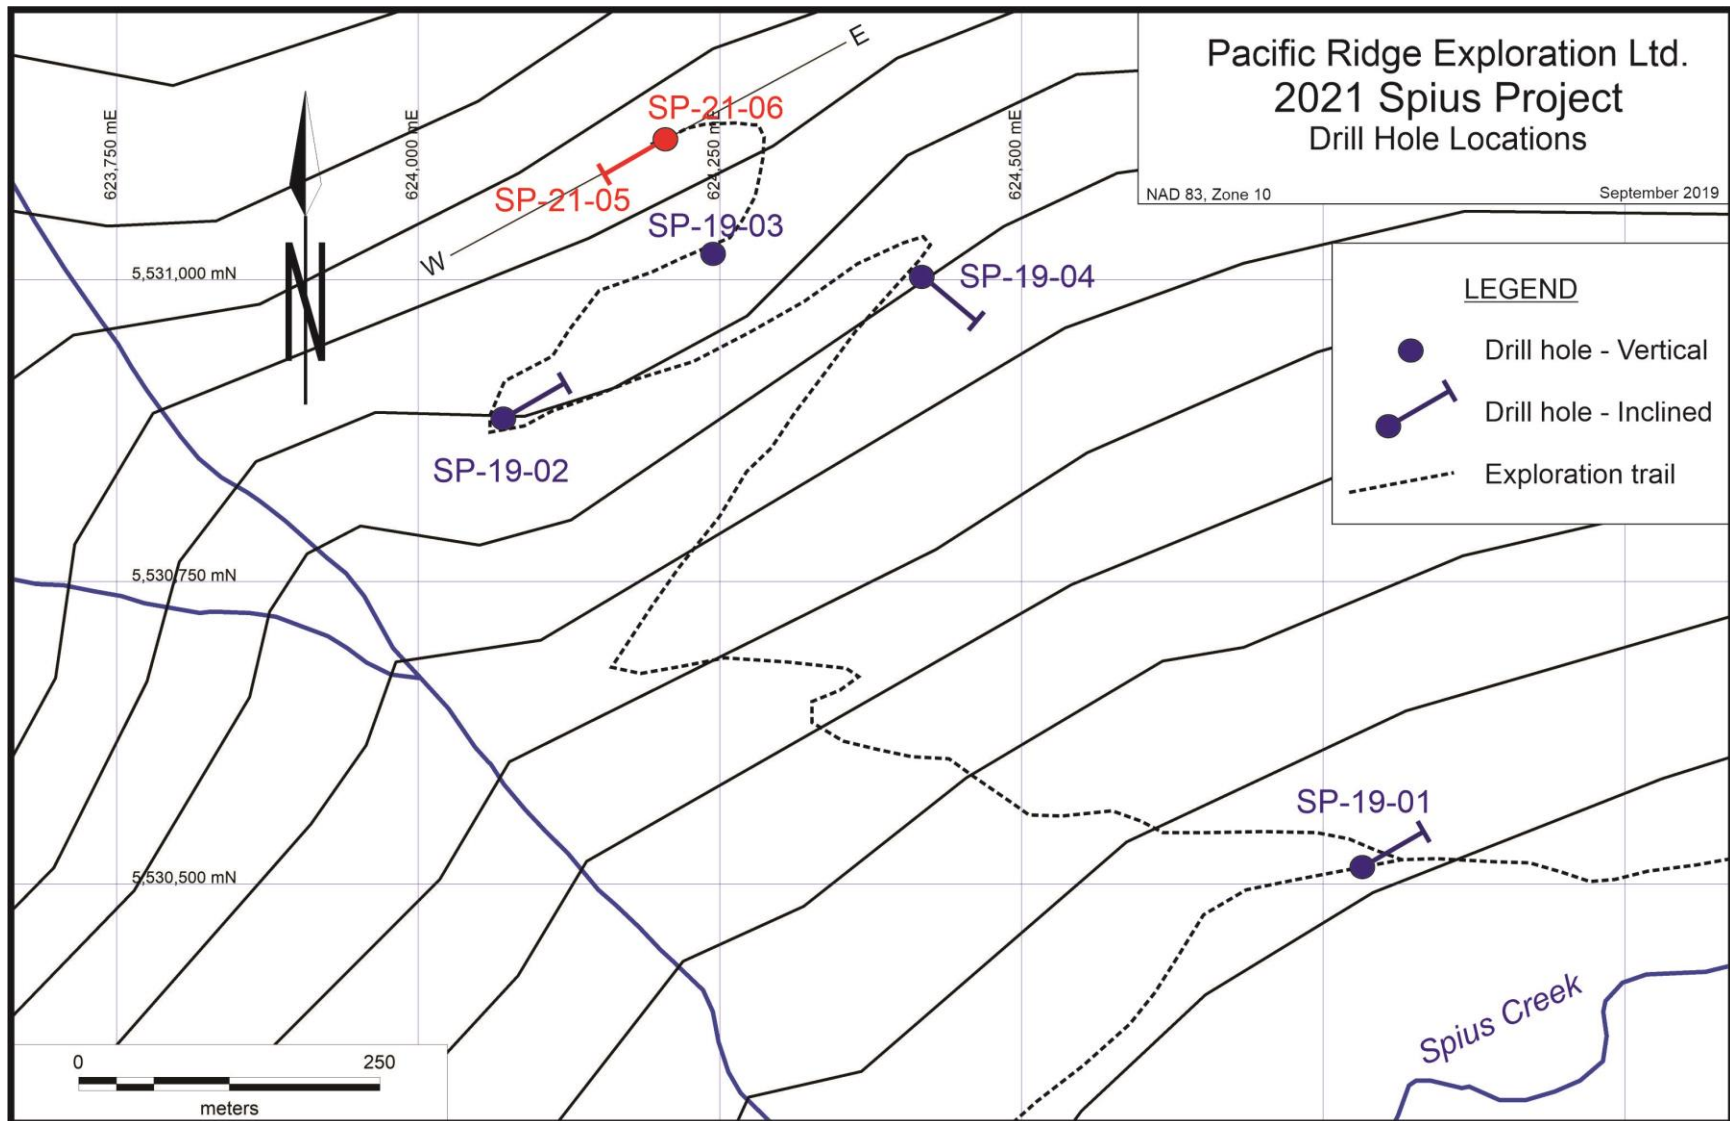 Pacific Ridge Exploration Ltd.
2021 Spius Project
Drill Hole Locations
NAD 83, Zone 10
September 2019
E
SP-21-06
623,750 mE
624,000 mE
624,250 mE
624,500 mE
SP-21-05
SP-19-03
W
5,531,000 mN
N
SP-19-04
LEGEND
Drill hole - Vertical
Drill hole - Inclined
Exploration trail
SP-19-02
5,530,750 mN
SP-19-01
5,530,500 mN
Spius Creek
0 250
meters